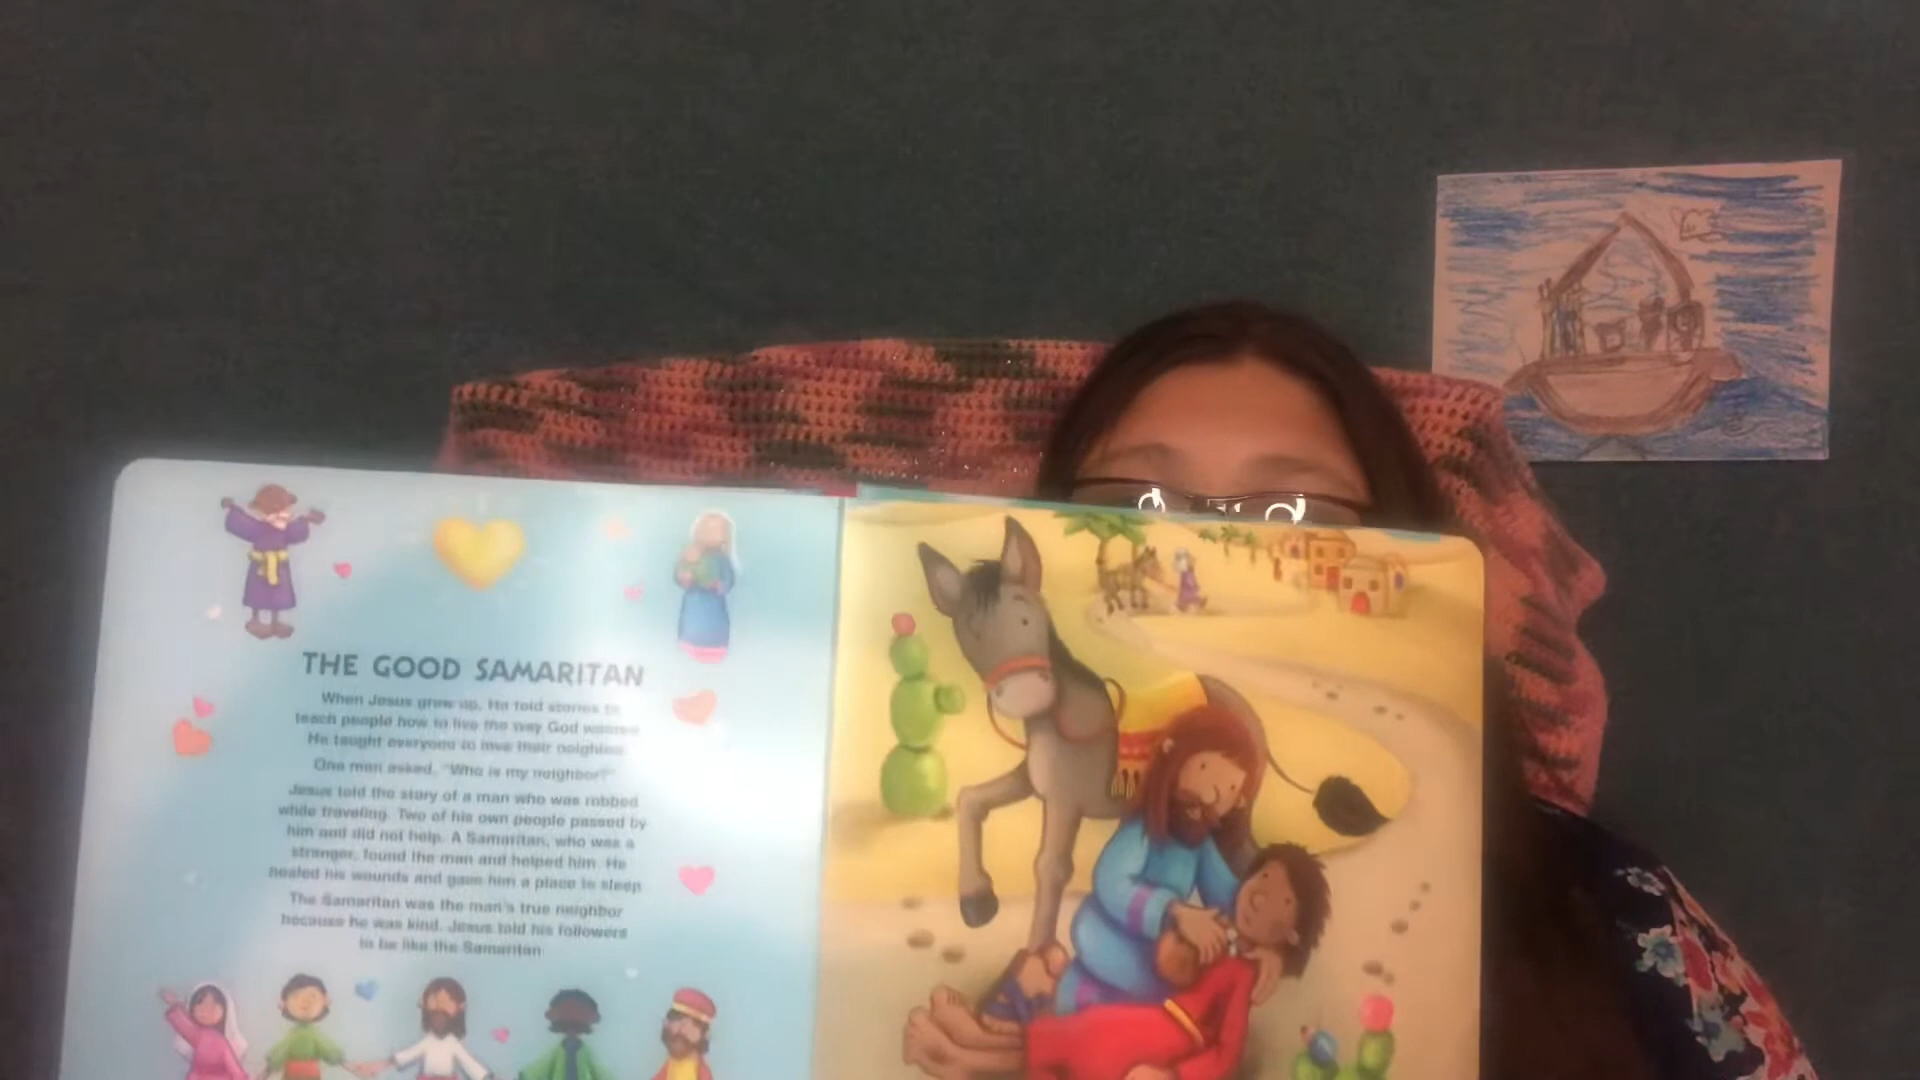 THE GOOD SAMARITAN
When Jesus grew up, He told stories to
teach people how to live the way God wanted.
He taught everyone to love their neighbor.
One man asked, "Who is my neighbor?"
Jesus told the story of a man who was robbed
while traveling. Two of his own people passed by
him and did not help. A Samaritan, who was a
stranger, found the man and helped him. He
healed his wounds and gave him a place to sleep
The Samaritan was the man's true neighbor
because he was kind. Jesus told his followers
to be like the Samaritan.